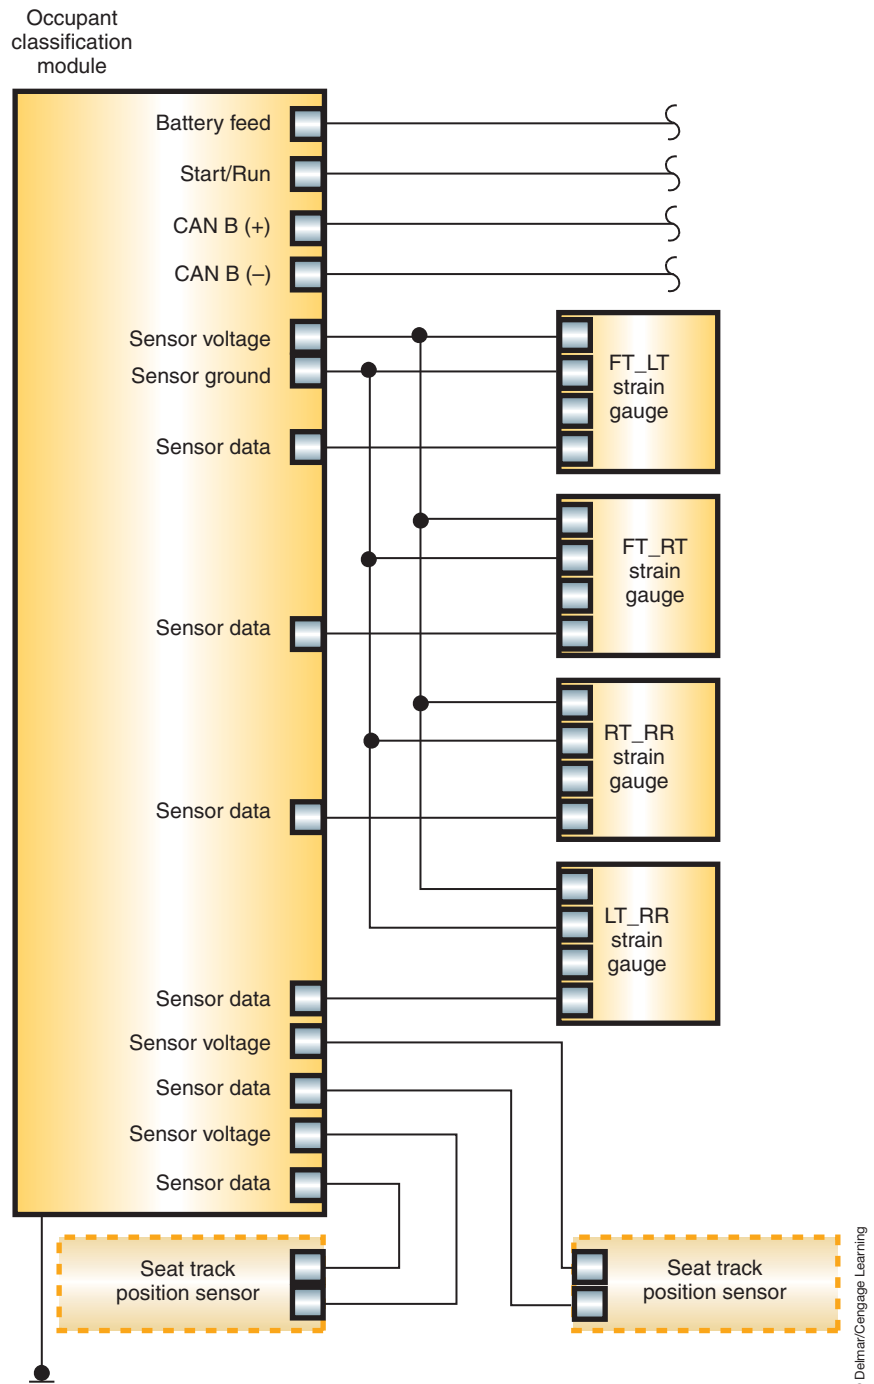 Occupant
classification
module
Battery feed
Start/Run
CAN B (+)
CAN B (–)
Sensor voltage
Sensor ground
Sensor data
FT_LT
strain
gauge
Sensor data
FT_RT
strain
gauge
Sensor data
RT_RR
strain
gauge
Sensor data
LT_RR
strain
gauge
Sensor voltage
Sensor data
Sensor voltage
Sensor data
Seat track
position sensor
Seat track
position sensor
Delmar/Cengage Learning